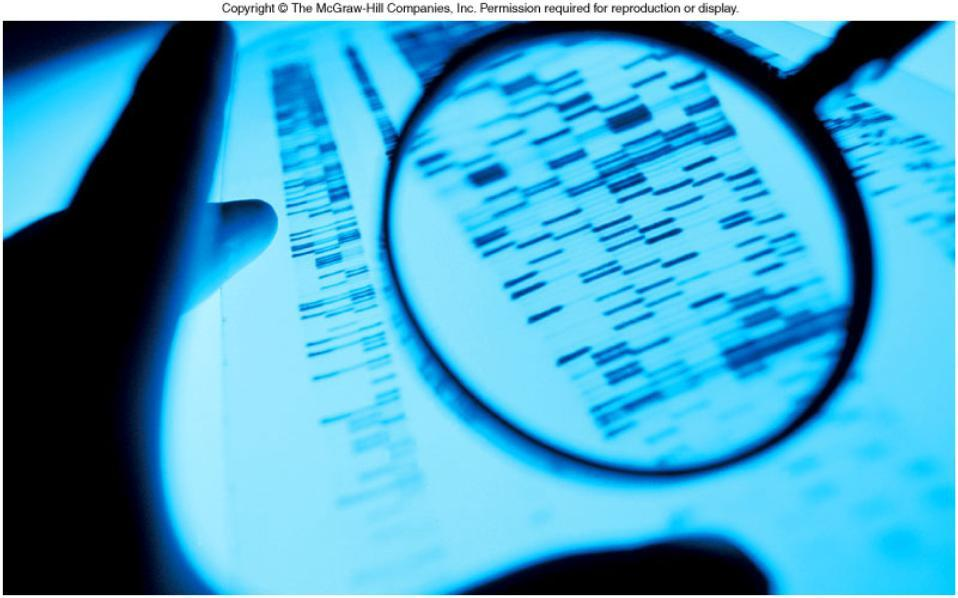 Copyright © The McGraw-Hill Companies, Inc. Permission required for reproduction or display.